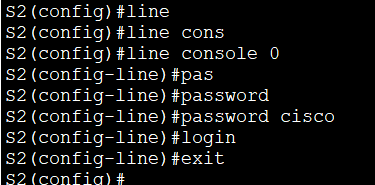 S2(config)#line
S2(config)#line cons
S2(config)#line console 0
S2(config-line)#pas
S2(config-line)#password
S2(config-line)#password cisco
S2(config-line)#login
S2(config-line)#exit
S2(config)#